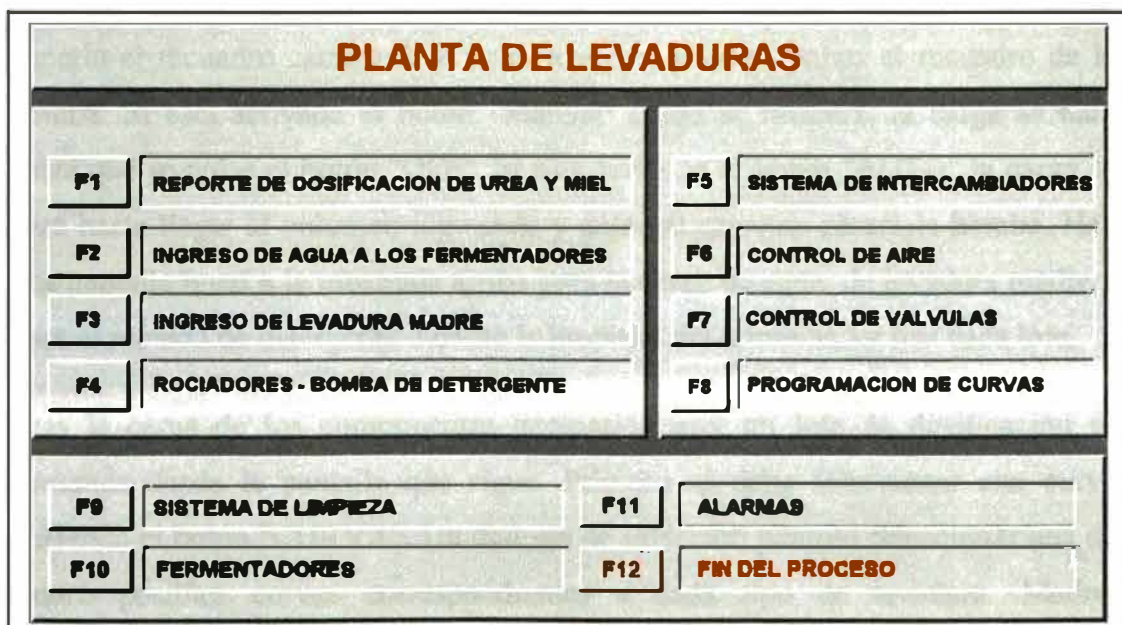 PLANTA DE LEVADURAS
F1 REPORTE DE DOSIFICACION DE UREA Y MIEL
F2 INGRESO DE AGUA A LOS FERMENTADORES
F3 INGRESO DE LEVADURA MADRE
F4 ROCIADORES - BOMBA DE DETERGENTE
F5 SISTEMA DE INTERCAMBIADORES
F6 CONTROL DE AIRE
F7 CONTROL DE VALVULAS
F8 PROGRAMACION DE CURVAS
F9 SISTEMA DE LIMPIEZA
F10 FERMENTADORES
F11 ALARMAS
F12 FIN DEL PROCESO